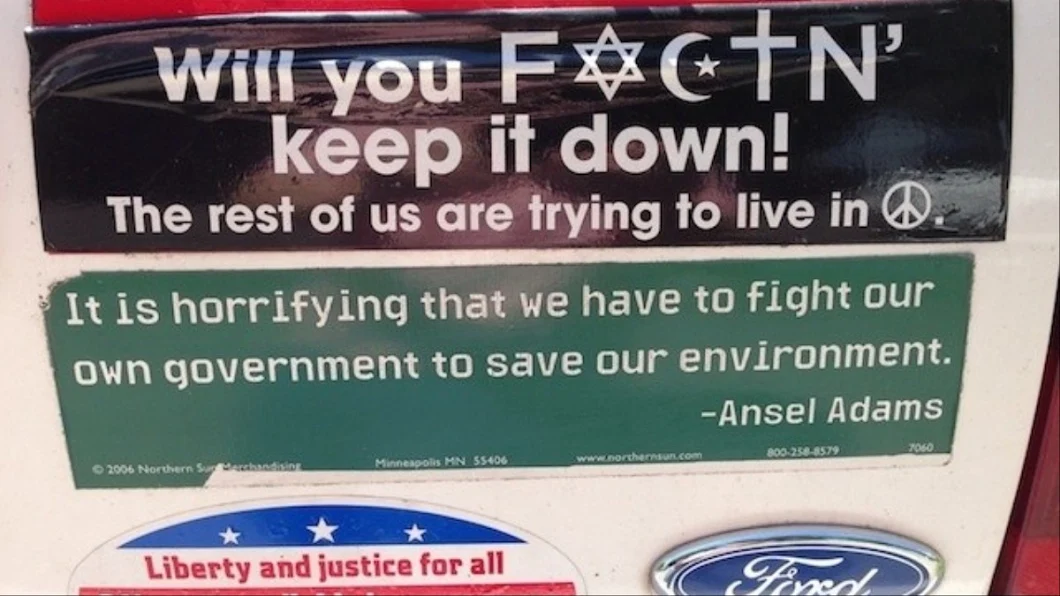 Will you F✡☪✝N'
keep it down!
The rest of us are trying to live in ☮.
It is horrifying that we have to fight our
own government to save our environment.
-Ansel Adams
© 2006 Northern Sun Merchandising Minneapolis MN 55406 www.northernsun.com 800-258-8579 7060
Liberty and justice for all
Ford